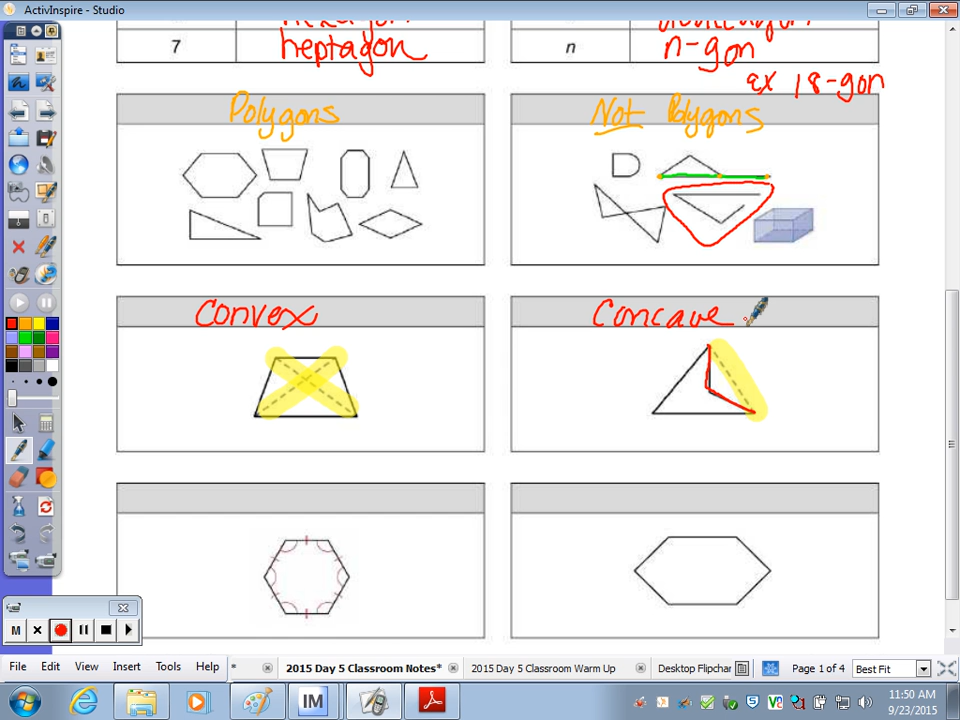 ActivInspire - Studio
7
heptagon
n
n-gon
ex 18-gon
Polygons
Not Polygons
Convex
Concave
M
File Edit View Insert Tools Help
2015 Day 5 Classroom Notes*
2015 Day 5 Classroom Warm Up
Desktop Flipchar
Page 1 of 4
Best Fit
IM
11:50 AM
9/23/2015